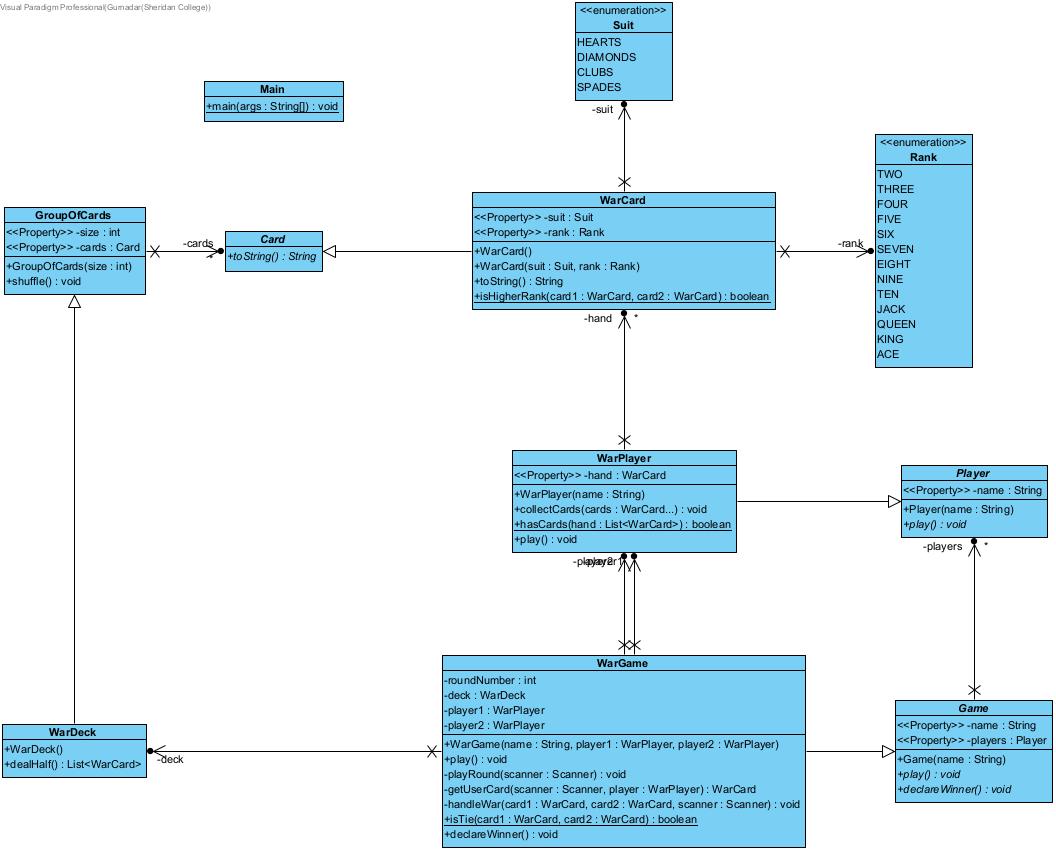 Visual Paradigm Professional(Gurnadar(Sheridan College))
<<enumeration>>
Suit
HEARTS
DIAMONDS
CLUBS
SPADES
-suit
Main
+main(args : String[]) : void
<<enumeration>>
Rank
TWO
THREE
FOUR
FIVE
SIX
SEVEN
EIGHT
NINE
TEN
JACK
QUEEN
KING
ACE
-rank
WarCard
<<Property>> -suit : Suit
<<Property>> -rank : Rank
+WarCard()
+WarCard(suit : Suit, rank : Rank)
+toString() : String
+isHigherRank(card1 : WarCard, card2 : WarCard) : boolean
-hand
*
GroupOfCards
<<Property>> -size : int
<<Property>> -cards : Card
+GroupOfCards(size : int)
+shuffle() : void
-cards
*
Card
+toString() : String
WarPlayer
<<Property>> -hand : WarCard
+WarPlayer(name : String)
+collectCards(cards : WarCard...) : void
+hasCards(hand : List<WarCard>) : boolean
+play() : void
-player2
-player1
Player
<<Property>> -name : String
+Player(name : String)
+play() : void
-players
*
WarGame
-roundNumber : int
-deck : WarDeck
-player1 : WarPlayer
-player2 : WarPlayer
+WarGame(name : String, player1 : WarPlayer, player2 : WarPlayer)
+play() : void
-playRound(scanner : Scanner) : void
-getUserCard(scanner : Scanner, player : WarPlayer) : WarCard
-handleWar(card1 : WarCard, card2 : WarCard, scanner : Scanner) : void
+isTie(card1 : WarCard, card2 : WarCard) : boolean
+declareWinner() : void
WarDeck
+WarDeck()
+dealHalf() : List<WarCard>
-deck
Game
<<Property>> -name : String
<<Property>> -players : Player
+Game(name : String)
+play() : void
+declareWinner() : void